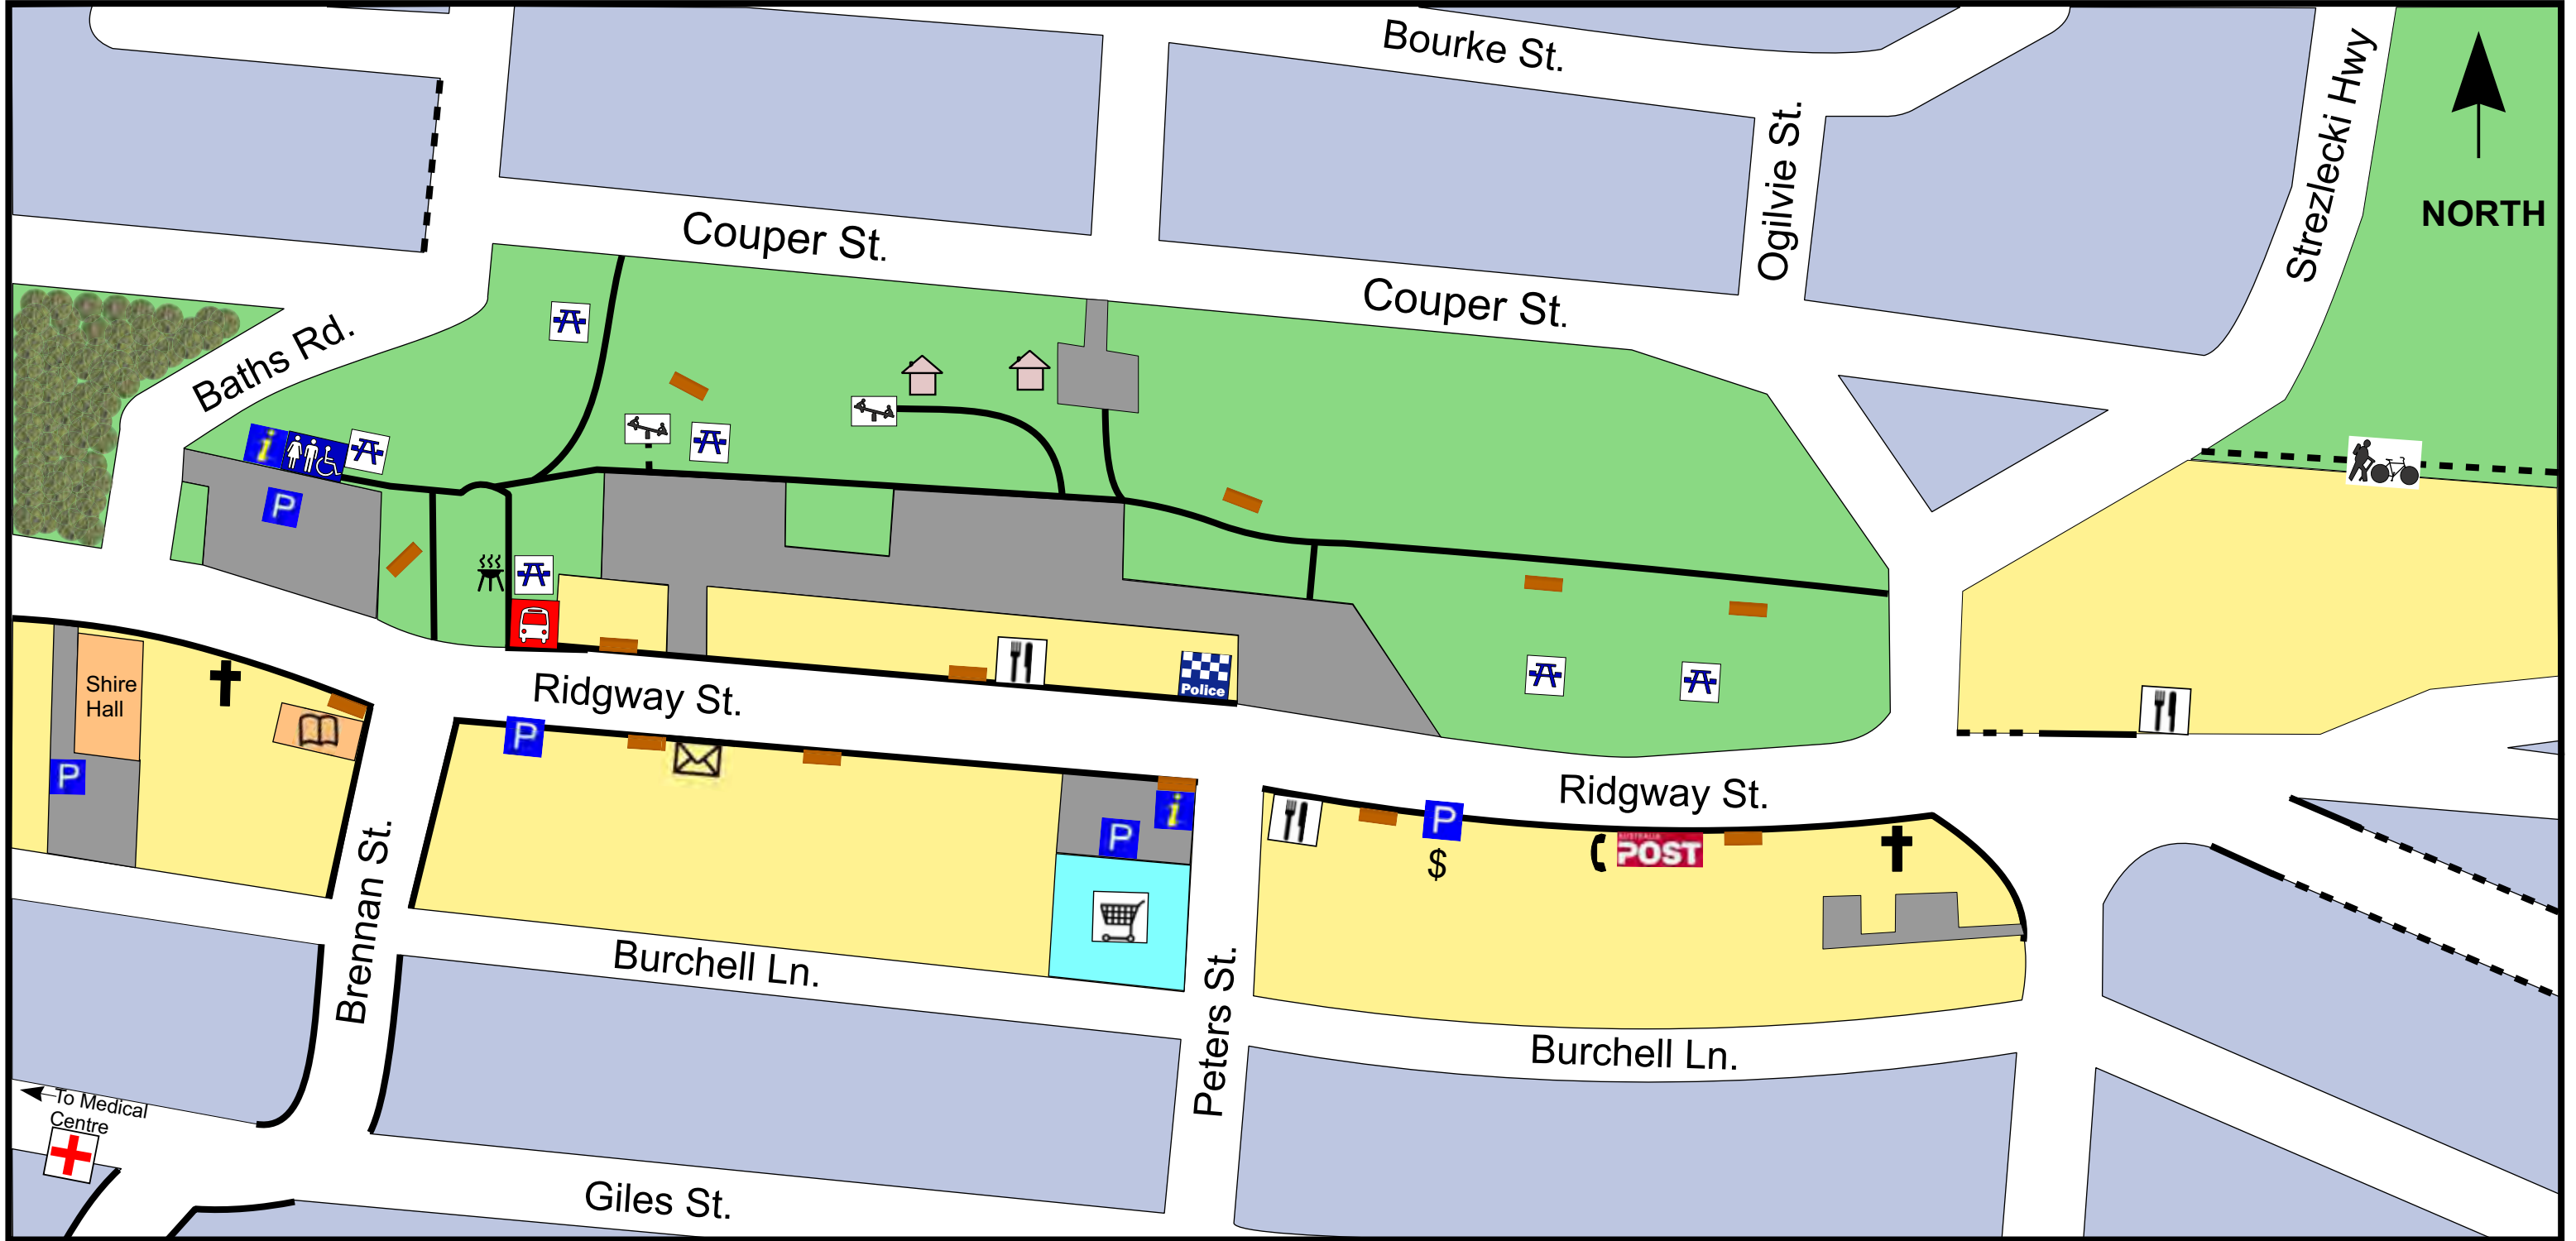 Bourke St.
Strezlecki Hwy
Ogilvie St.
NORTH
Couper St.
Couper St.
Baths Rd.
i
P
Shire
Hall
Ridgway St.
Police
P
P
Ridgway St.
i
P
P
$
AUSTRALIA
POST
Brennan St.
Burchell Ln.
Peters St.
Burchell Ln.
To Medical
Centre
Giles St.